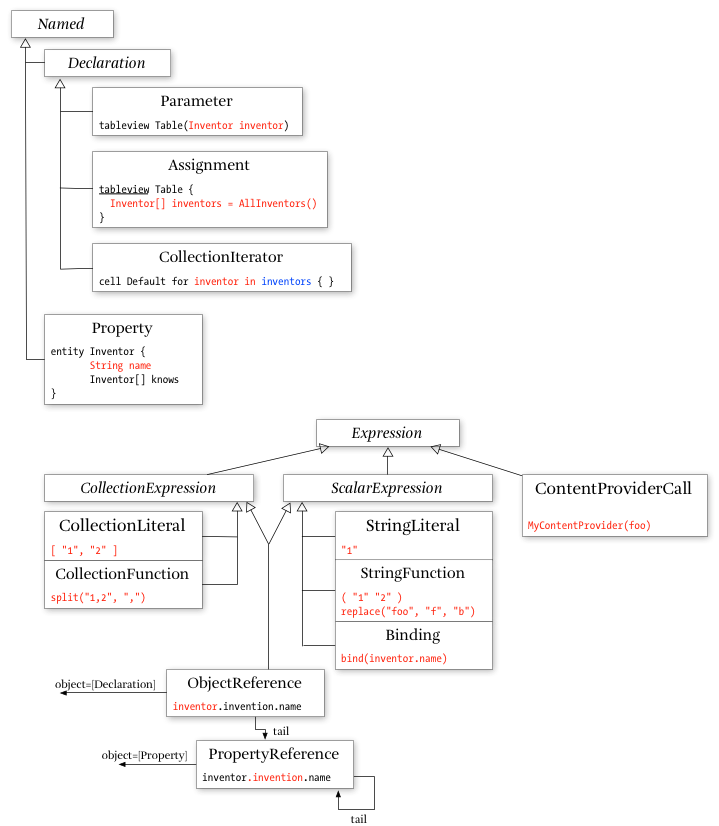 Named
Declaration
Parameter
tableview Table(Inventor inventor)
Assignment
tableview Table {
Inventor[] inventors = AllInventors()
}
CollectionIterator
cell Default for inventor in inventors { }
Property
entity Inventor {
String name
Inventor[] knows
}
Expression
CollectionExpression
ScalarExpression
ContentProviderCall
MyContentProvider(foo)
CollectionLiteral
[ "1", "2" ]
CollectionFunction
split("1,2", ",")
StringLiteral
"1"
StringFunction
( "1" "2" )
replace("foo", "f", "b")
Binding
bind(inventor.name)
object=[Declaration]
ObjectReference
inventor.invention.name
tail
object=[Property]
PropertyReference
inventor.invention.name
tail